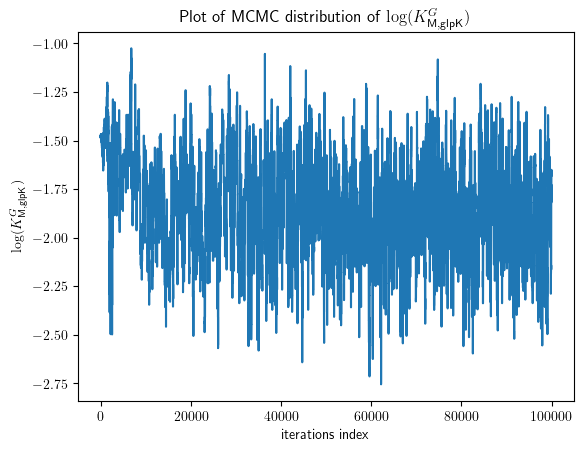 Plot of MCMC distribution of log(K^G_{M,glpK})
−1.00
−1.25
−1.50
−1.75
−2.00
−2.25
−2.50
−2.75
log(K^G_{M,glpK})
0 20000 40000 60000 80000 100000
iterations index